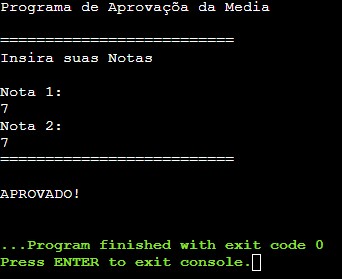 Programa de Aprovação da Media
==========================
Insira suas Notas
Nota 1:
7
Nota 2:
7
==========================
APROVADO!
...Program finished with exit code 0
Press ENTER to exit console.